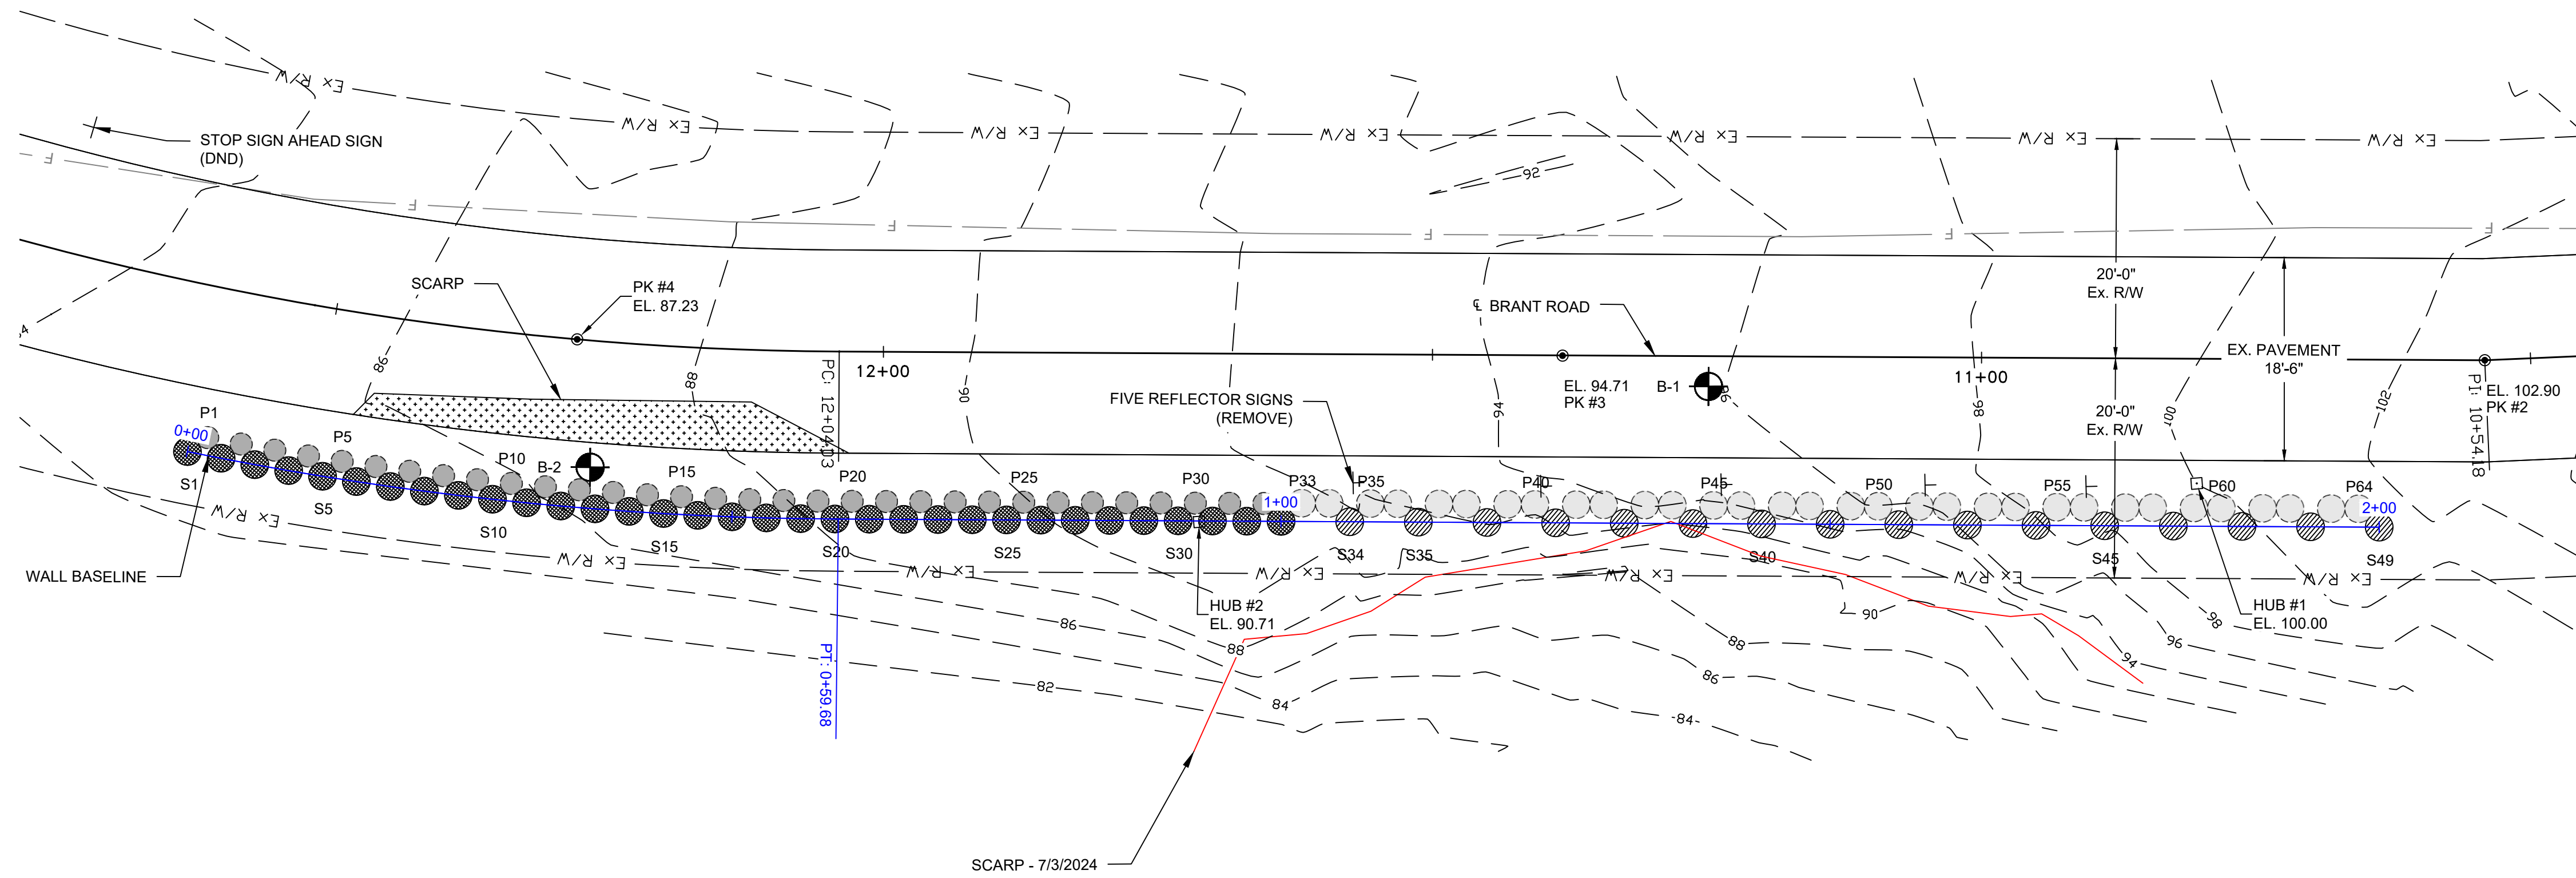 Ex R/W
Ex R/W
Ex R/W
Ex R/W
Ex R/W
Ex R/W
Ex R/W
STOP SIGN AHEAD SIGN
(DND)
F
F
F
F
F
F
92
SCARP
PK #4
EL. 87.23
℄ BRANT ROAD
20'-0"
Ex. R/W
EX. PAVEMENT
18'-6"
4
86
88
90
94
96
98
100
102
PC: 12+04.03
12+00
11+00
PI: 10+54.18
EL. 94.71
PK #3
B-1
EL. 102.90
PK #2
FIVE REFLECTOR SIGNS
(REMOVE)
20'-0"
Ex. R/W
0+00
P1
P5
P10
B-2
P15
P20
P25
P30
P33
P35
P40
P45
P50
P55
P60
P64
1+00
2+00
S1
S5
S10
S15
S20
S25
S30
S34
S35
S40
S45
S49
Ex R/W
Ex R/W
Ex R/W
Ex R/W
Ex R/W
Ex R/W
Ex R/W
WALL BASELINE
HUB #2
EL. 90.71
HUB #1
EL. 100.00
86
88
90
88
98
96
94
82
84
86
84
PT: 0+59.68
SCARP - 7/3/2024